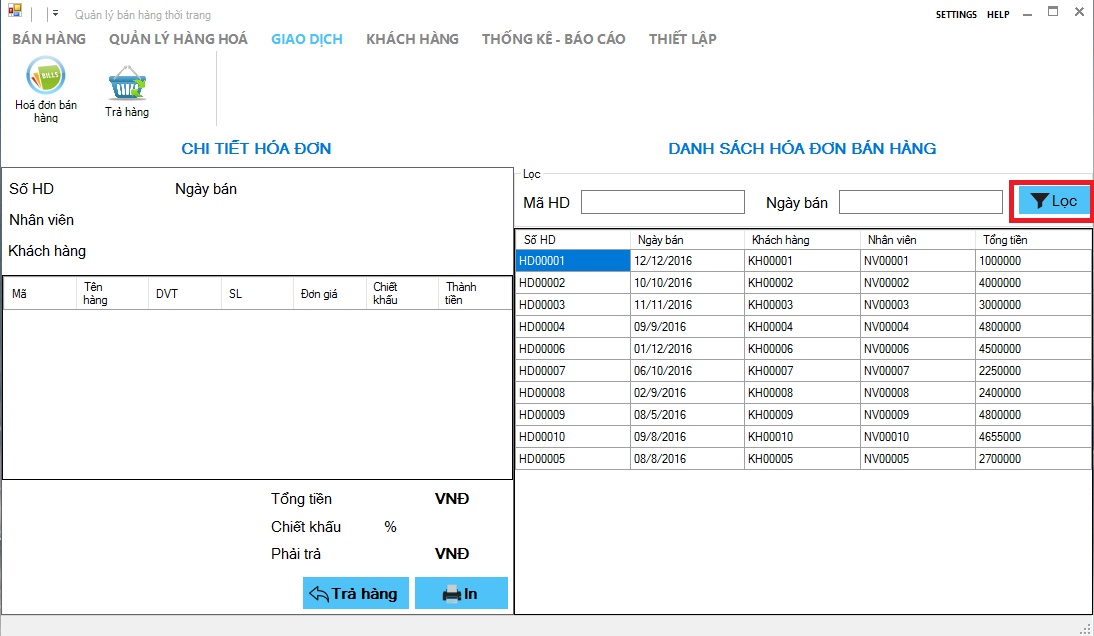 Quản lý bán hàng thời trang
SETTINGS HELP
BÁN HÀNG QUẢN LÝ HÀNG HOÁ GIAO DỊCH KHÁCH HÀNG THỐNG KÊ - BÁO CÁO THIẾT LẬP
BILLS
Hoá đơn bán
hàng
Trả hàng
CHI TIẾT HÓA ĐƠN
Số HD Ngày bán
Nhân viên
Khách hàng
Mã Tên hàng DVT SL Đơn giá Chiết khấu Thành tiền
Tổng tiền VNĐ
Chiết khấu %
Phải trả VNĐ
Trả hàng In
DANH SÁCH HÓA ĐƠN BÁN HÀNG
Lọc
Mã HD Ngày bán Lọc
Số HD Ngày bán Khách hàng Nhân viên Tổng tiền
HD00001 12/12/2016 KH00001 NV00001 1000000
HD00002 10/10/2016 KH00002 NV00002 4000000
HD00003 11/11/2016 KH00003 NV00003 3000000
HD00004 09/9/2016 KH00004 NV00004 4800000
HD00006 01/12/2016 KH00006 NV00006 4500000
HD00007 06/10/2016 KH00007 NV00007 2250000
HD00008 02/9/2016 KH00008 NV00008 2400000
HD00009 08/5/2016 KH00009 NV00009 4800000
HD00010 09/8/2016 KH00010 NV00010 4655000
HD00005 08/8/2016 KH00005 NV00005 2700000